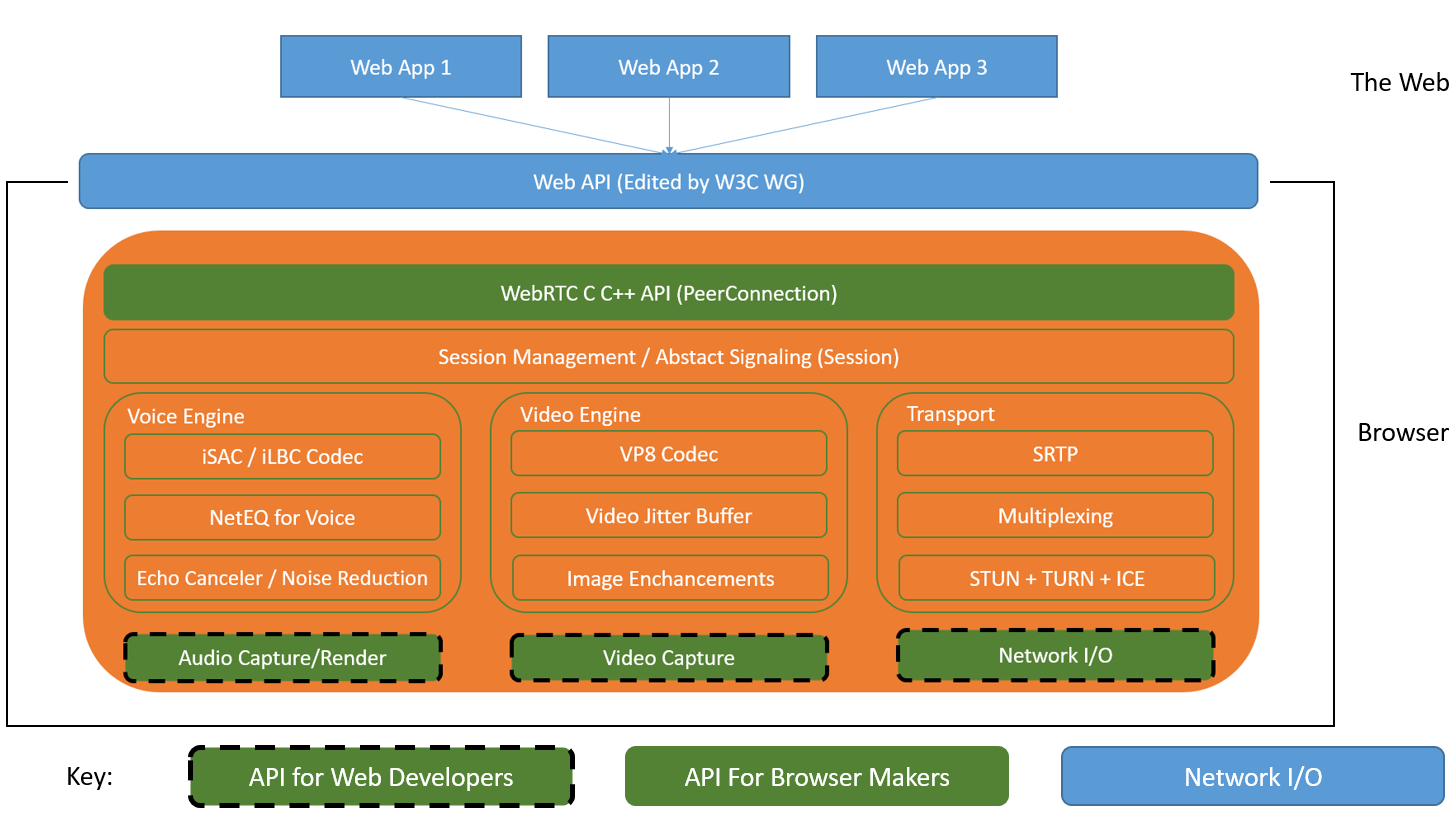 Web App 1
Web App 2
Web App 3
The Web
Web API (Edited by W3C WG)
WebRTC C C++ API (PeerConnection)
Session Management / Abstact Signaling (Session)
Voice Engine
iSAC / iLBC Codec
NetEQ for Voice
Echo Canceler / Noise Reduction
Video Engine
VP8 Codec
Video Jitter Buffer
Image Enchancements
Transport
SRTP
Multiplexing
STUN + TURN + ICE
Browser
Audio Capture/Render
Video Capture
Network I/O
Key:
API for Web Developers
API For Browser Makers
Network I/O